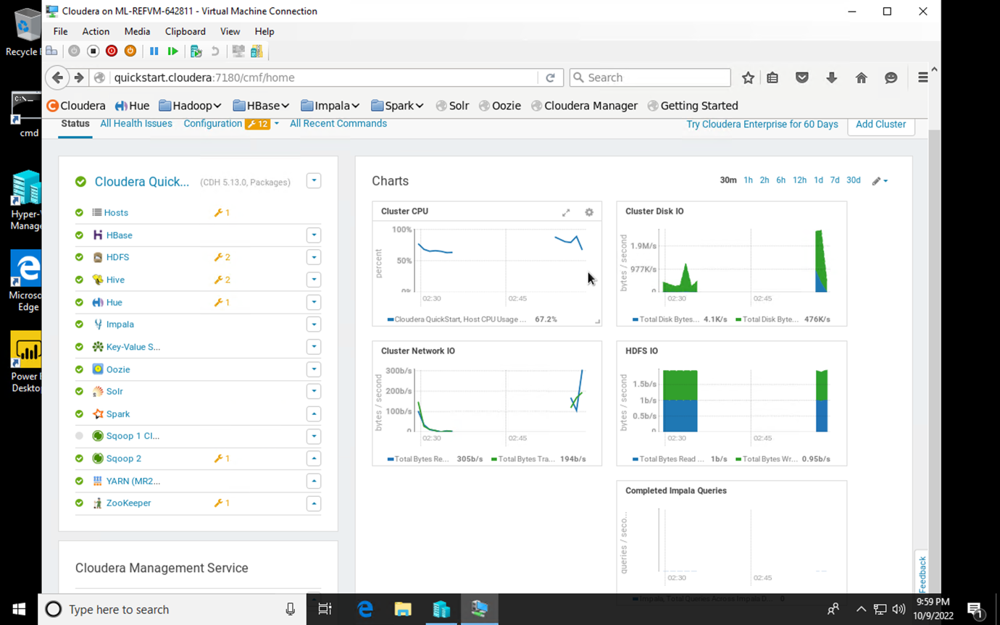 Cloudera on ML-REFVM-642811 - Virtual Machine Connection
File Action Media Clipboard View Help
quickstart.cloudera:7180/cmf/home Search
Cloudera Hue Hadoop HBase Impala Spark Solr Oozie Cloudera Manager Getting Started
Status All Health Issues Configuration 12 All Recent Commands Try Cloudera Enterprise for 60 Days Add Cluster
Cloudera Quick... (CDH 5.13.0, Packages)
Hosts 1
HBase
HDFS 2
Hive 2
Hue 1
Impala
Key-Value S...
Oozie
Solr
Spark
Sqoop 1 Cl...
Sqoop 2 1
YARN (MR2...
ZooKeeper 1
Cloudera Management Service
Charts 30m 1h 2h 6h 12h 1d 7d 30d
Cluster CPU
percent
100%
50%
0%
02:30 02:45
Cloudera QuickStart, Host CPU Usage ... 67.2%
Cluster Disk IO
bytes / second
1.9M/s
977K/s
0
02:30 02:45
Total Disk Bytes... 4.1K/s Total Disk Byte... 476K/s
Cluster Network IO
bytes / second
300b/s
200b/s
100b/s
0
02:30 02:45
Total Bytes Re... 305b/s Total Bytes Tra... 194b/s
HDFS IO
bytes / second
1.5b/s
1b/s
0.5b/s
0
02:30 02:45
Total Bytes Read ... 1b/s Total Bytes Wr... 0.95b/s
Completed Impala Queries
queries / seco...
02:30 02:45
Impala, Total Queries Across Impala D... 0
Feedback
Recycle
cmd
Hyper-
Manage
Micros
Edge
Power
Deskto
Type here to search
9:59 PM
10/9/2022
1